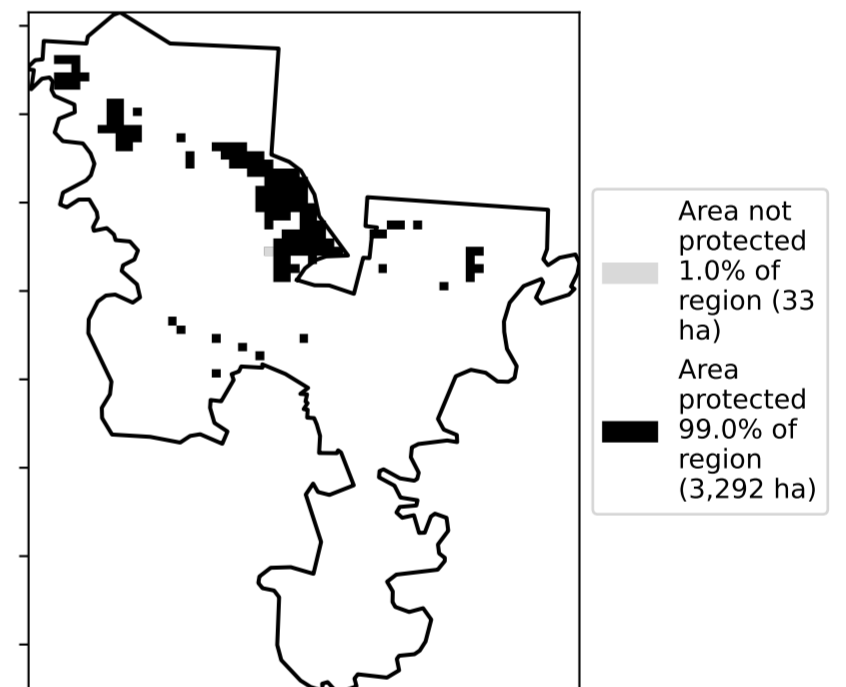 Area not
protected
1.0% of
region (33
ha)
Area
protected
99.0% of
region
(3,292 ha)